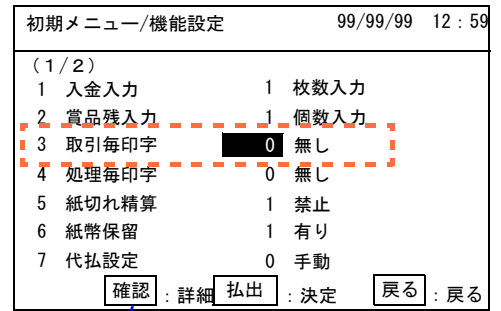 初期メニュー/機能設定 99/99/99 12:59
(1/2)
1 入金入力 1 枚数入力
2 賞品残入力 1 個数入力
3 取引毎印字 0 無し
4 処理毎印字 0 無し
5 紙切れ精算 1 禁止
6 紙幣保留 1 有り
7 代払設定 0 手動
確認:詳細 払出:決定 戻る:戻る